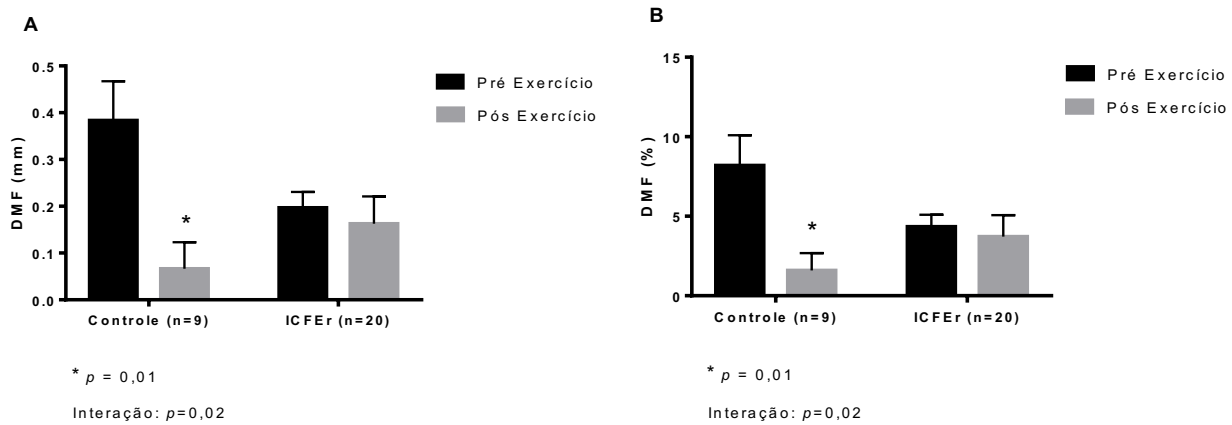 A
DMF (mm)
0.5
0.4
0.3
0.2
0.1
0.0
*
Controle (n=9)
ICFEr (n=20)
Pré Exercício
Pós Exercício
* p = 0,01
Interação: p=0,02
B
DMF (%)
15
10
5
0
*
Controle (n=9)
ICFEr (n=20)
Pré Exercício
Pós Exercício
* p = 0,01
Interação: p=0,02